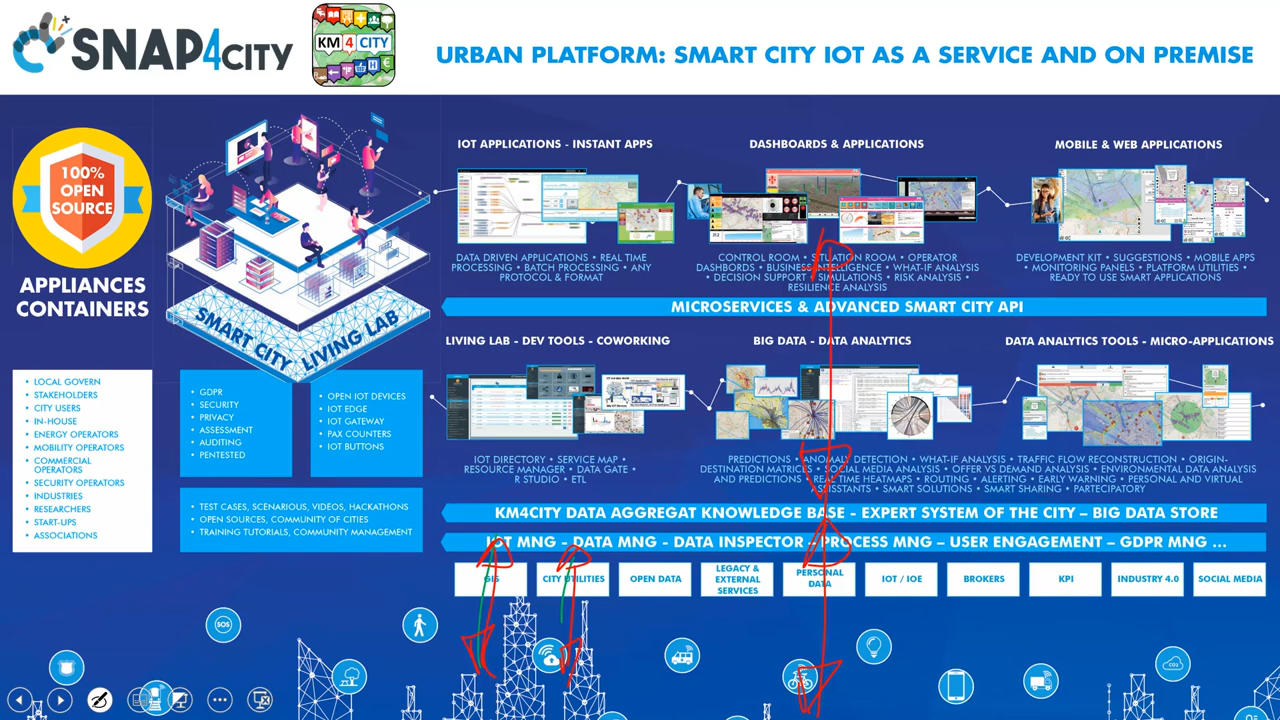 SNAP4CITY
KM 4 CITY
URBAN PLATFORM: SMART CITY IOT AS A SERVICE AND ON PREMISE
100%
OPEN
SOURCE
APPLIANCES
CONTAINERS
SMART CITY LIVING LAB
• LOCAL GOVERN
• STAKEHOLDERS
• CITY USERS
• IN-HOUSE
• ENERGY OPERATORS
• MOBILITY OPERATORS
• COMMERCIAL
OPERATORS
• SECURITY OPERATORS
• INDUSTRIES
• RESEARCHERS
• START-UPS
• ASSOCIATIONS
• GDPR
• SECURITY
• PRIVACY
• ASSESSMENT
• AUDITING
• PENTESTED
• OPEN IOT DEVICES
• IOT EDGE
• IOT GATEWAY
• PAX COUNTERS
• IOT BUTTONS
• TEST CASES, SCENARIOUS, VIDEOS, HACKATHONS
• OPEN SOURCES, COMMUNITY OF CITIES
• TRAINING TUTORIALS, COMMUNITY MANAGEMENT
IOT APPLICATIONS - INSTANT APPS
DATA DRIVEN APPLICATIONS • REAL TIME
PROCESSING • BATCH PROCESSING • ANY
PROTOCOL & FORMAT
DASHBOARDS & APPLICATIONS
CONTROL ROOM • SITUATION ROOM • OPERATOR
DASHBORDS • BUSINESS INTELLIGENCE • WHAT-IF ANALYSIS
• DECISION SUPPORT • SIMULATIONS • RISK ANALYSIS •
RESILIENCE ANALYSIS
MOBILE & WEB APPLICATIONS
DEVELOPMENT KIT • SUGGESTIONS • MOBILE APPS
• MONITORING PANELS • PLATFORM UTILITIES •
READY TO USE SMART APPLICATIONS
MICROSERVICES & ADVANCED SMART CITY API
LIVING LAB - DEV TOOLS - COWORKING
IOT DIRECTORY • SERVICE MAP •
RESOURCE MANAGER • DATA GATE •
R STUDIO • ETL
BIG DATA - DATA ANALYTICS
DATA ANALYTICS TOOLS - MICRO-APPLICATIONS
PREDICTIONS • ANOMALY DETECTION • WHAT-IF ANALYSIS • TRAFFIC FLOW RECONSTRUCTION • ORIGIN-
DESTINATION MATRICES • SOCIAL MEDIA ANALYSIS • OFFER VS DEMAND ANALYSIS • ENVIRONMENTAL DATA ANALYSIS
AND PREDICTIONS • REAL TIME HEATMAPS • ROUTING • ALERTING • EARLY WARNING • PERSONAL AND VIRTUAL
ASSISTANTS • SMART SOLUTIONS • SMART SHARING • PARTECIPATORY
KM4CITY DATA AGGREGAT KNOWLEDGE BASE - EXPERT SYSTEM OF THE CITY – BIG DATA STORE
IOT MNG - DATA MNG - DATA INSPECTOR – PROCESS MNG – USER ENGAGEMENT – GDPR MNG ...
GIS
CITY UTILITIES
OPEN DATA
LEGACY &
EXTERNAL
SERVICES
PERSONAL
DATA
IOT / IOE
BROKERS
KPI
INDUSTRY 4.0
SOCIAL MEDIA
SOS
CO2